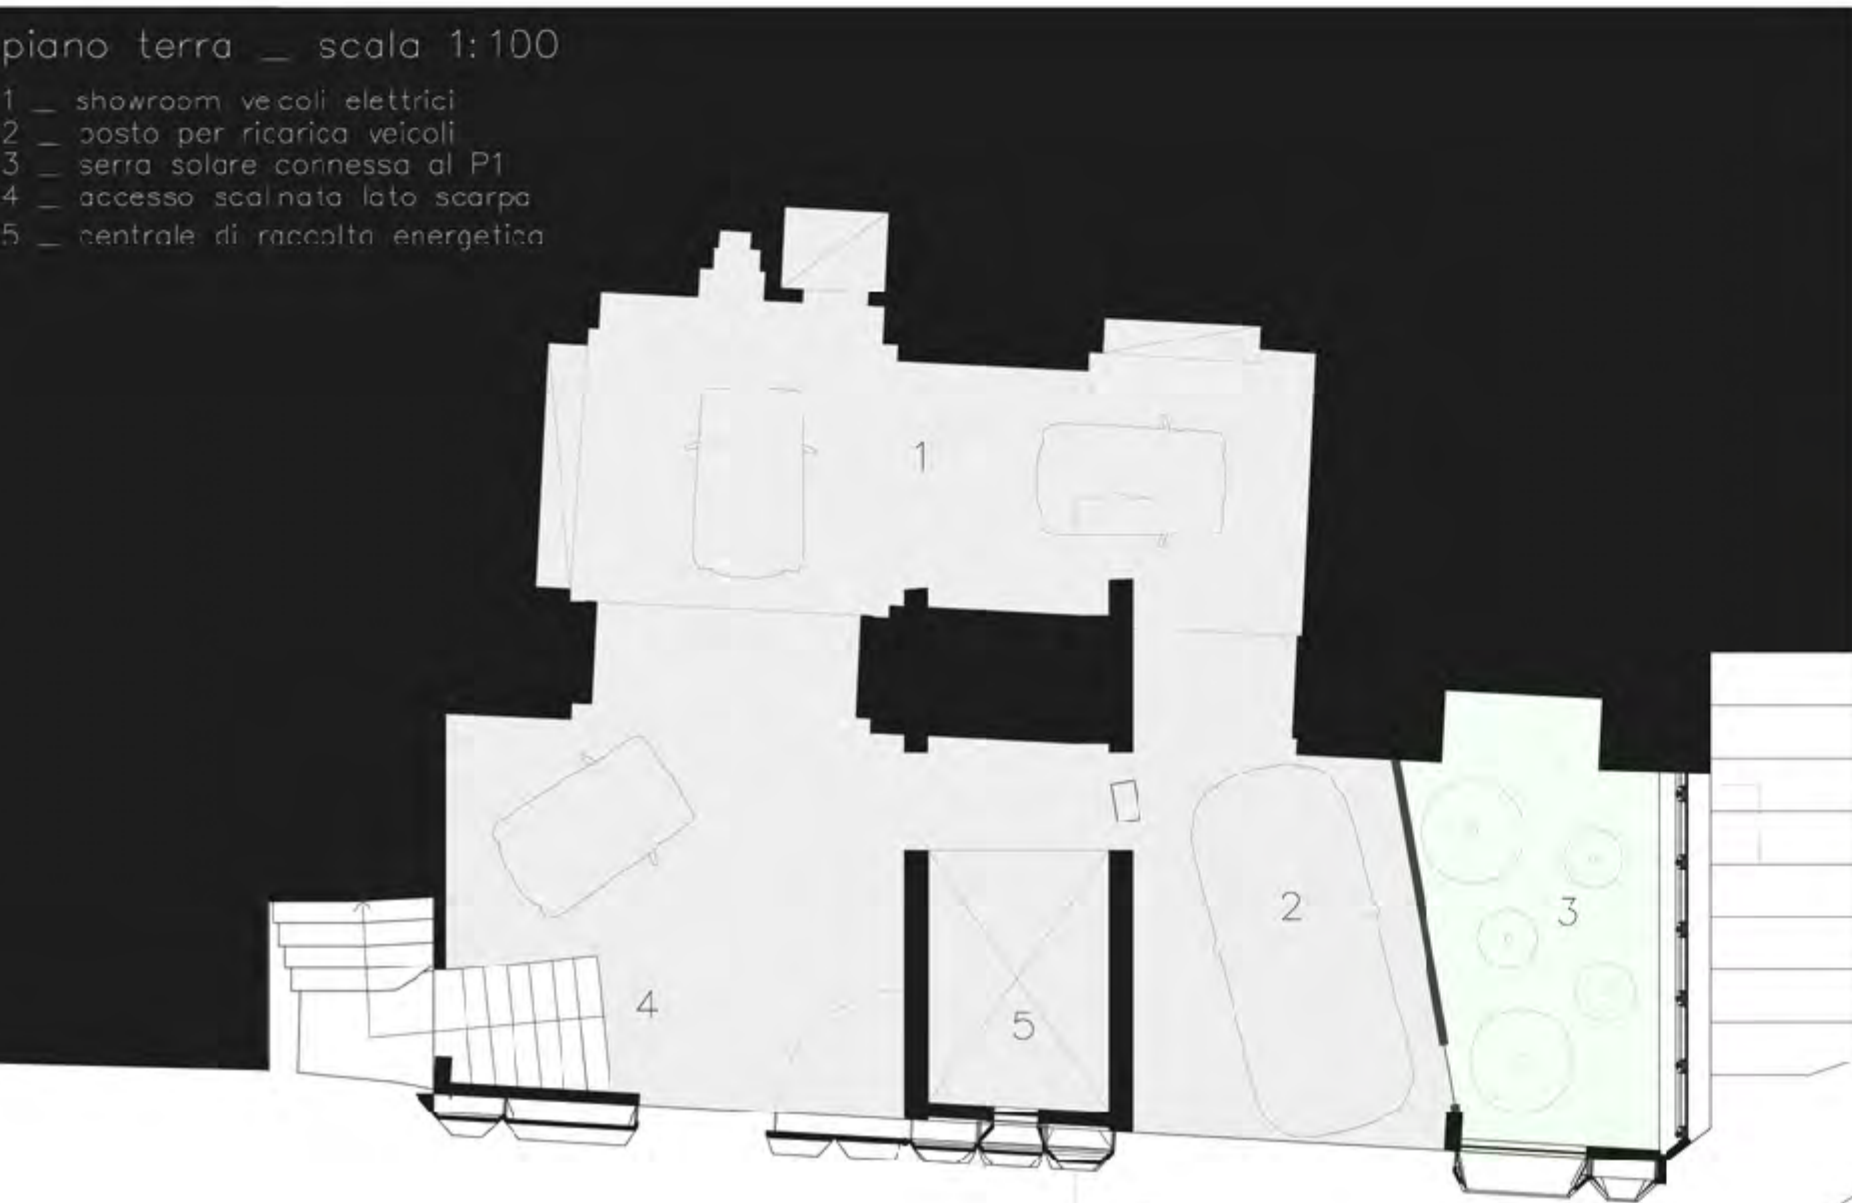 piano terra _ scala 1:100
1 _ showroom veicoli elettrici
2 _ posto per ricarica veicoli
3 _ serra solare connessa al P1
4 _ accesso scalinata lato scarpa
5 _ centrale di raccolta energetica
1
2
3
4
5